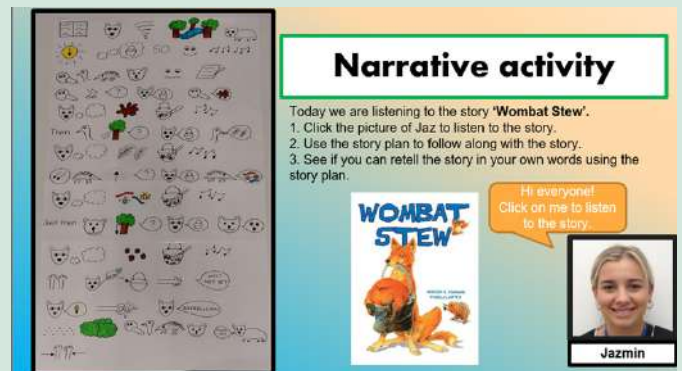 Narrative activity
Today we are listening to the story 'Wombat Stew'.
1. Click the picture of Jaz to listen to the story.
2. Use the story plan to follow along with the story.
3. See if you can retell the story in your own words using the
story plan.
Hi everyone!
Click on me to listen
to the story.
WOMBAT
STEW
Jazmin
SO
Then
Just then